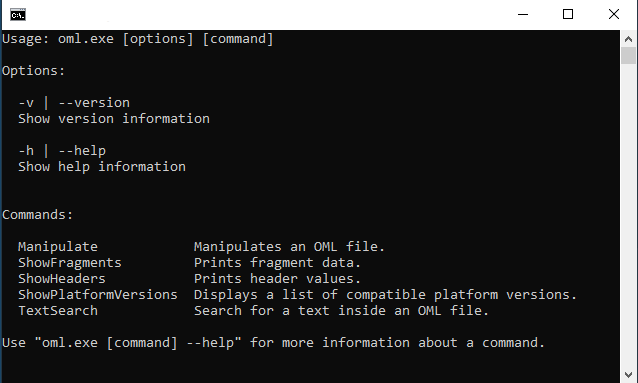 Usage: oml.exe [options] [command]
Options:
-v | --version
Show version information
-h | --help
Show help information
Commands:
Manipulate Manipulates an OML file.
ShowFragments Prints fragment data.
ShowHeaders Prints header values.
ShowPlatformVersions Displays a list of compatible platform versions.
TextSearch Search for a text inside an OML file.
Use "oml.exe [command] --help" for more information about a command.